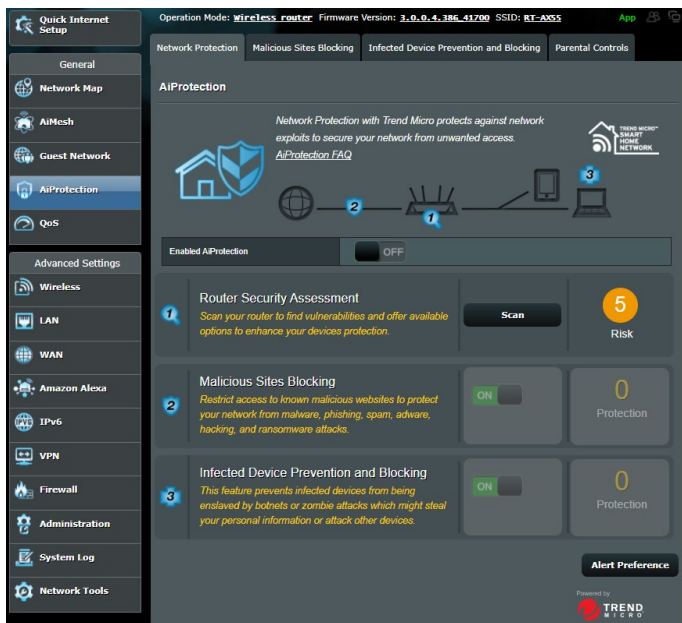 Quick Internet
Setup
General
Network Map
AiMesh
Guest Network
AiProtection
QoS
Advanced Settings
Wireless
LAN
WAN
Amazon Alexa
IPv6
VPN
Firewall
Administration
System Log
Network Tools
Operation Mode: Wireless router Firmware Version: 3.0.0.4.386_41700 SSID: RT-AX55 App
Network Protection Malicious Sites Blocking Infected Device Prevention and Blocking Parental Controls
AiProtection
Network Protection with Trend Micro protects against network
exploits to secure your network from unwanted access.
AiProtection FAQ
TREND MICRO™
SMART
HOME
NETWORK
3
2
1
Enabled AiProtection OFF
1
Router Security Assessment
Scan your router to find vulnerabilities and offer available
options to enhance your devices protection.
Scan
5
Risk
2
Malicious Sites Blocking
Restrict access to known malicious websites to protect
your network from malware, phishing, spam, adware,
hacking, and ransomware attacks.
ON
0
Protection
3
Infected Device Prevention and Blocking
This feature prevents infected devices from being
enslaved by botnets or zombie attacks which might steal
your personal information or attack other devices.
ON
0
Protection
Alert Preference
Powered by
TREND
MICRO